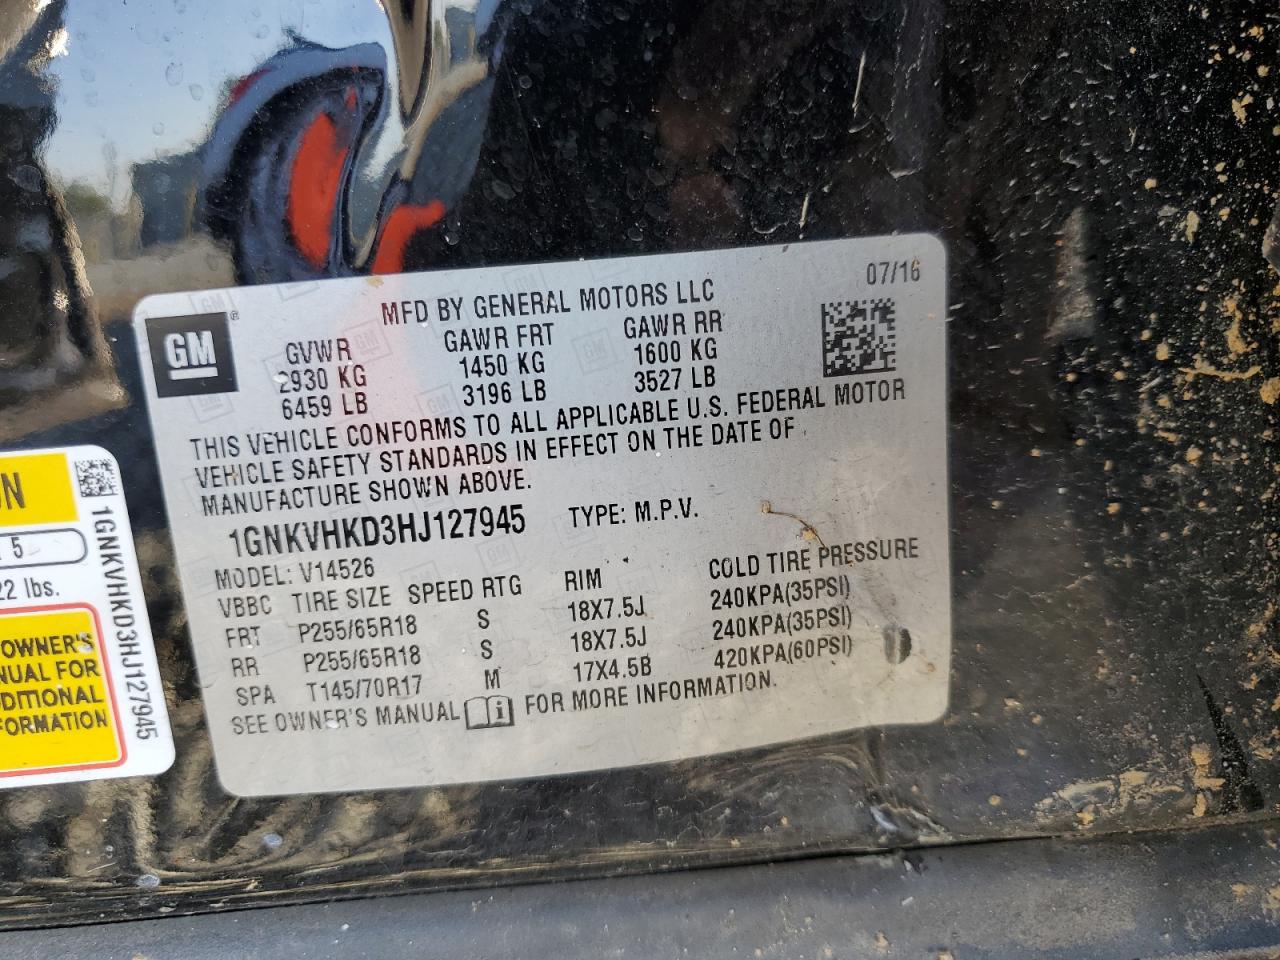 MFD BY GENERAL MOTORS LLC
07/16
GM
®
GVWR GAWR FRT GAWR RR
2930 KG 1450 KG 1600 KG
6459 LB 3196 LB 3527 LB
THIS VEHICLE CONFORMS TO ALL APPLICABLE U.S. FEDERAL MOTOR
VEHICLE SAFETY STANDARDS IN EFFECT ON THE DATE OF
MANUFACTURE SHOWN ABOVE.
1GNKVHKD3HJ127945 TYPE: M.P.V.
MODEL: V14526
VBBC TIRE SIZE SPEED RTG RIM COLD TIRE PRESSURE
FRT P255/65R18 S 18X7.5J 240KPA(35PSI)
RR P255/65R18 S 18X7.5J 240KPA(35PSI)
SPA T145/70R17 M 17X4.5B 420KPA(60PSI)
SEE OWNER'S MANUAL i FOR MORE INFORMATION.
5
lbs.
OWNER'S
FOR
1GNKVHKD3HJ127945